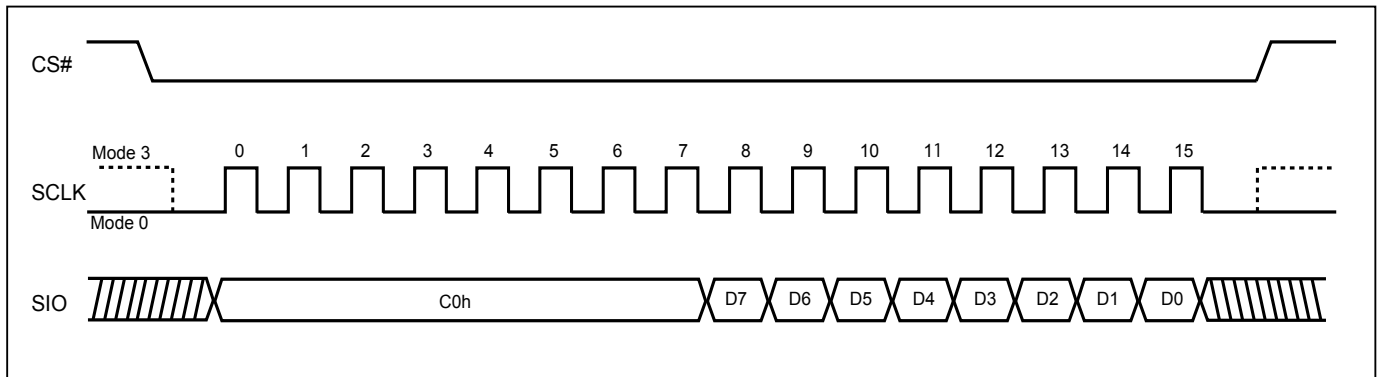 CS#
Mode 3 0 1 2 3 4 5 6 7 8 9 10 11 12 13 14 15
SCLK
Mode 0
SIO C0h D7 D6 D5 D4 D3 D2 D1 D0